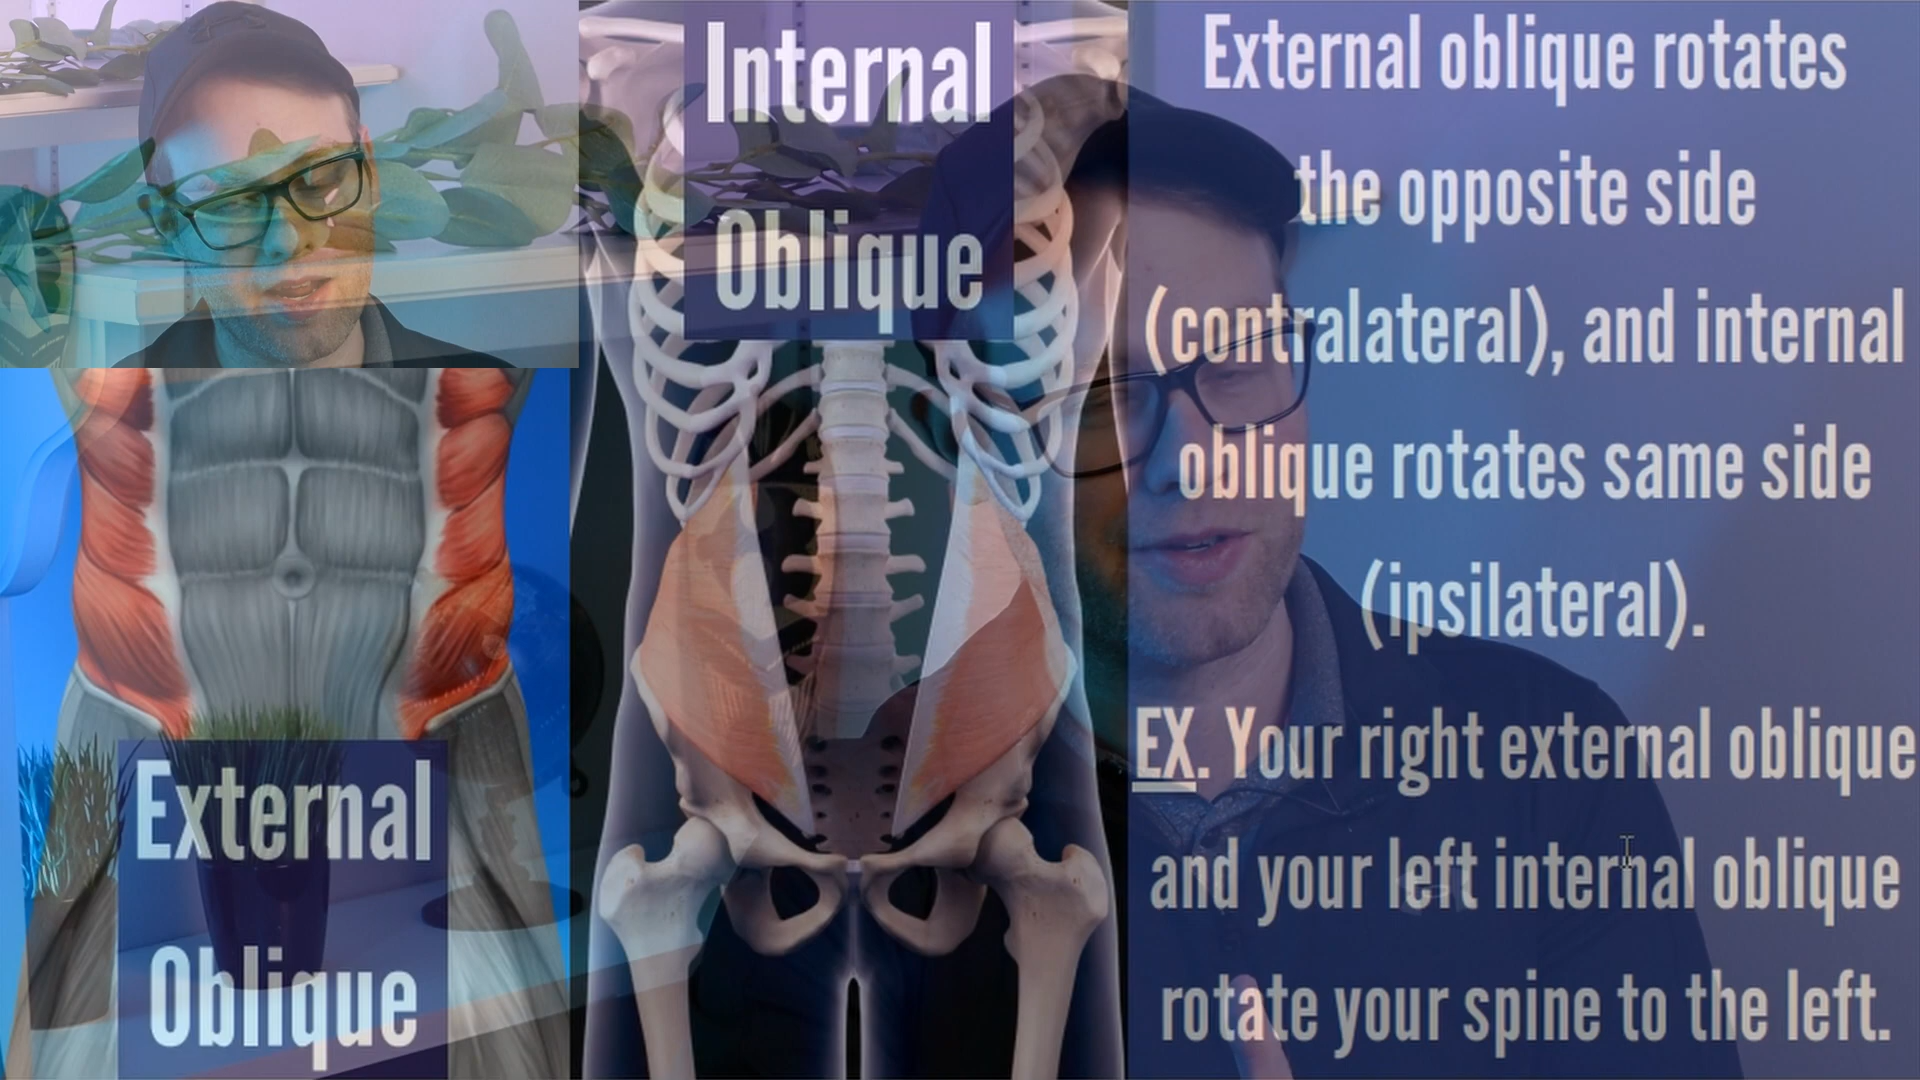 Internal
Oblique
External
Oblique
External oblique rotates
the opposite side
(contralateral), and internal
oblique rotates same side
(ipsilateral).
EX. Your right external oblique
and your left internal oblique
rotate your spine to the left.